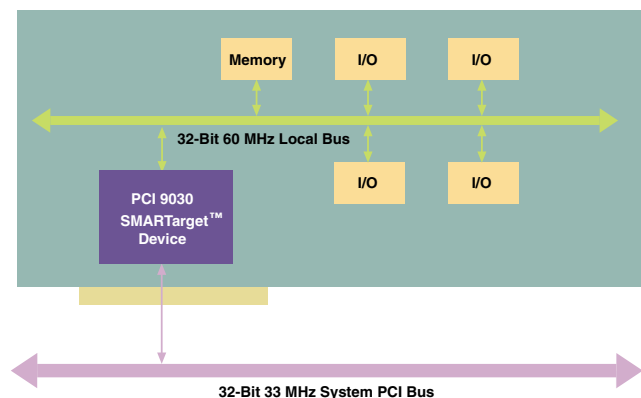 Memory
I/O
I/O
32-Bit 60 MHz Local Bus
I/O
I/O
PCI 9030
SMARTarget™
Device
32-Bit 33 MHz System PCI Bus